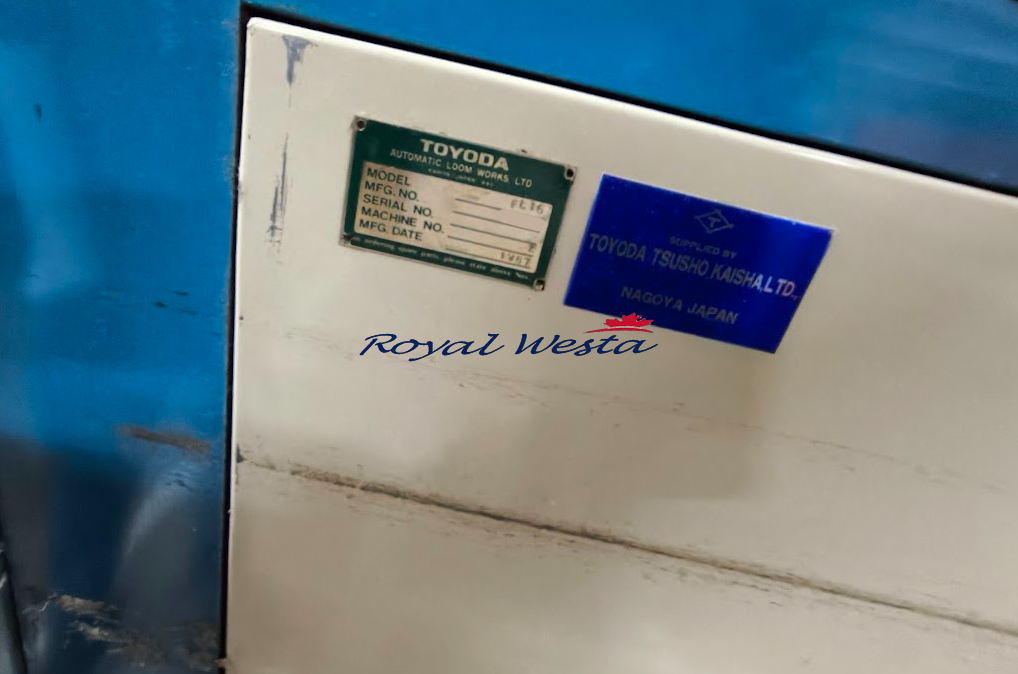 TOYODA
AUTOMATIC LOOM WORKS LTD
MODEL FL16
MFG. NO.
SERIAL NO.
MACHINE NO.
MFG. DATE 1987
SUPPLIED BY
TOYODA TSUSHO KAISHA, LTD.
NAGOYA JAPAN
Royal Westa